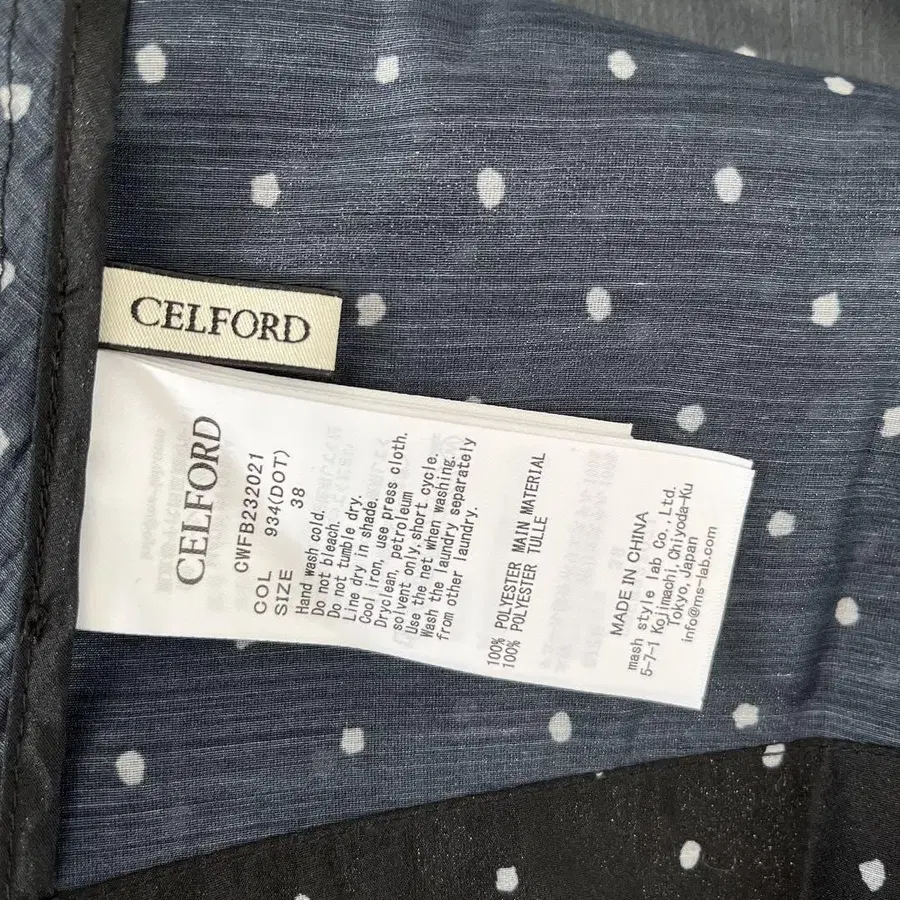 CELFORD
CELFORD
CWFB232021
COL 934(DOT)
SIZE 38
Hand wash cold.
Do not bleach.
Do not tumble dry.
Line dry in shade.
Cool iron, use press cloth.
Dryclean, petroleum
solvent only, short cycle.
Use the net when washing.
Wash the laundry separately
from other laundry.
100% POLYESTER MAIN MATERIAL
100% POLYESTER TULLE
MADE IN CHINA
mash style lab Co., Ltd.
5-7-1 Kojimachi, Chiyoda-Ku
Tokyo, Japan
info@ms-lab.com